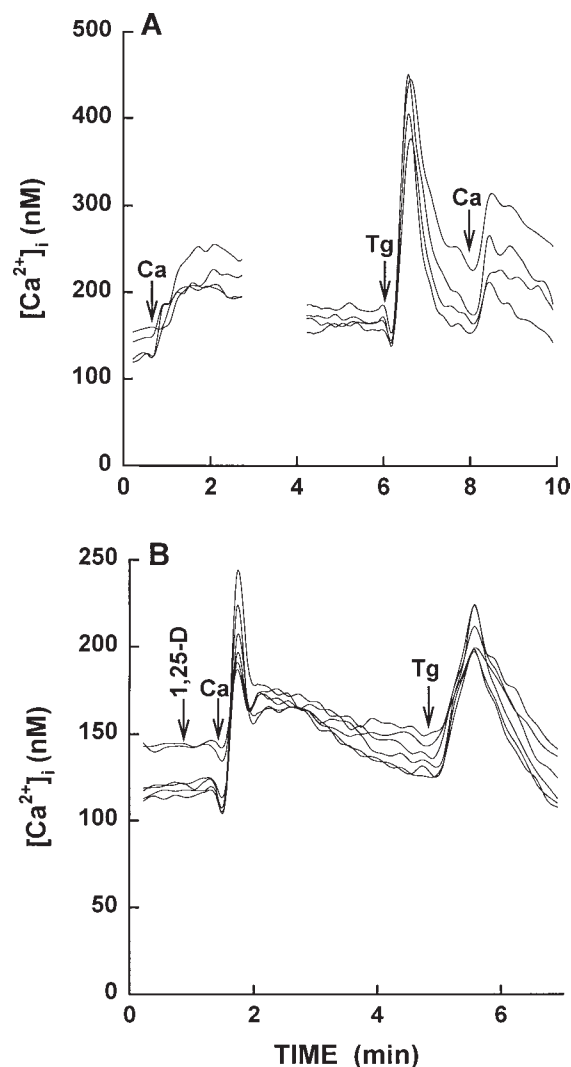 A
500
400
300
200
100
0
[Ca²⁺]ᵢ (nM)
Ca
Tg
Ca
0 2 4 6 8 10
B
250
200
150
100
50
0
[Ca²⁺]ᵢ (nM)
1,25-D
Ca
Tg
0 2 4 6
TIME (min)